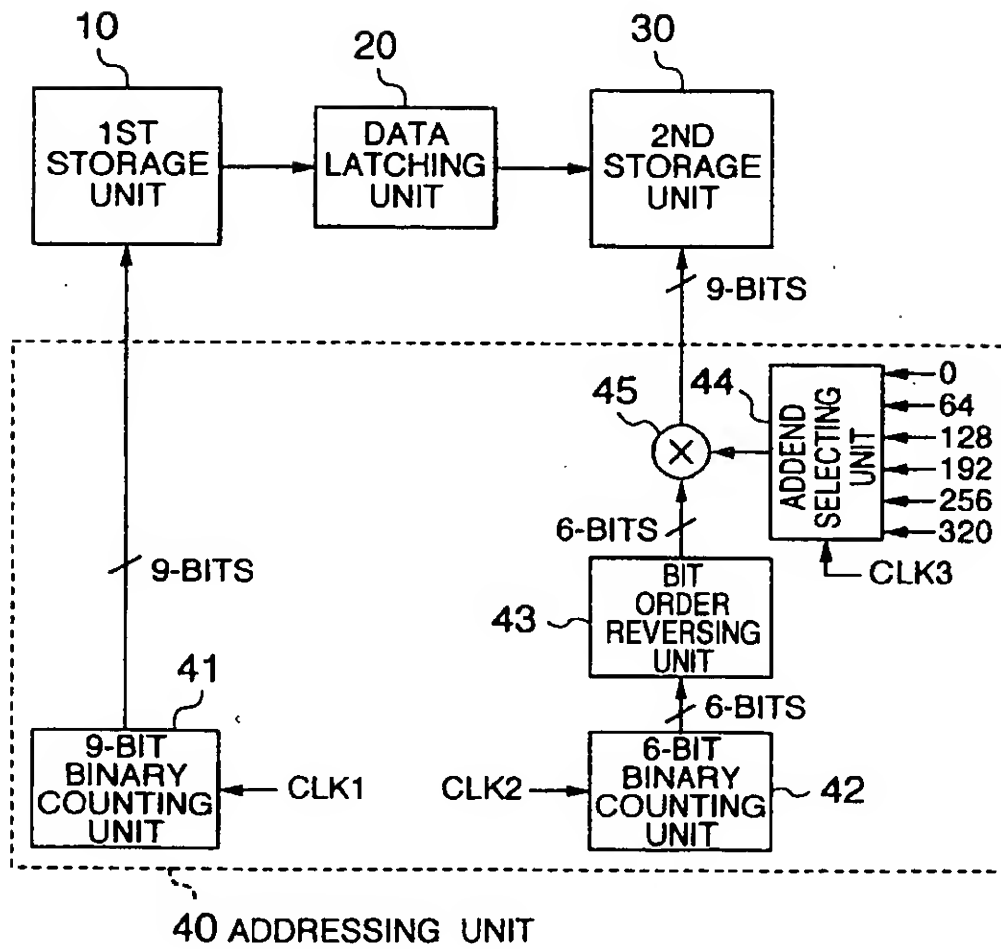 10
1ST
STORAGE
UNIT
20
DATA
LATCHING
UNIT
30
2ND
STORAGE
UNIT
9-BITS
45
×
44
ADDEND
SELECTING
UNIT
0
64
128
192
256
320
CLK3
6-BITS
43
BIT
ORDER
REVERSING
UNIT
6-BITS
9-BITS
41
9-BIT
BINARY
COUNTING
UNIT
CLK1
CLK2
6-BIT
BINARY
COUNTING
UNIT
42
40 ADDRESSING UNIT